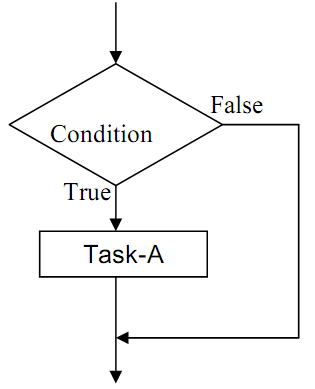 False
Condition
True
Task-A